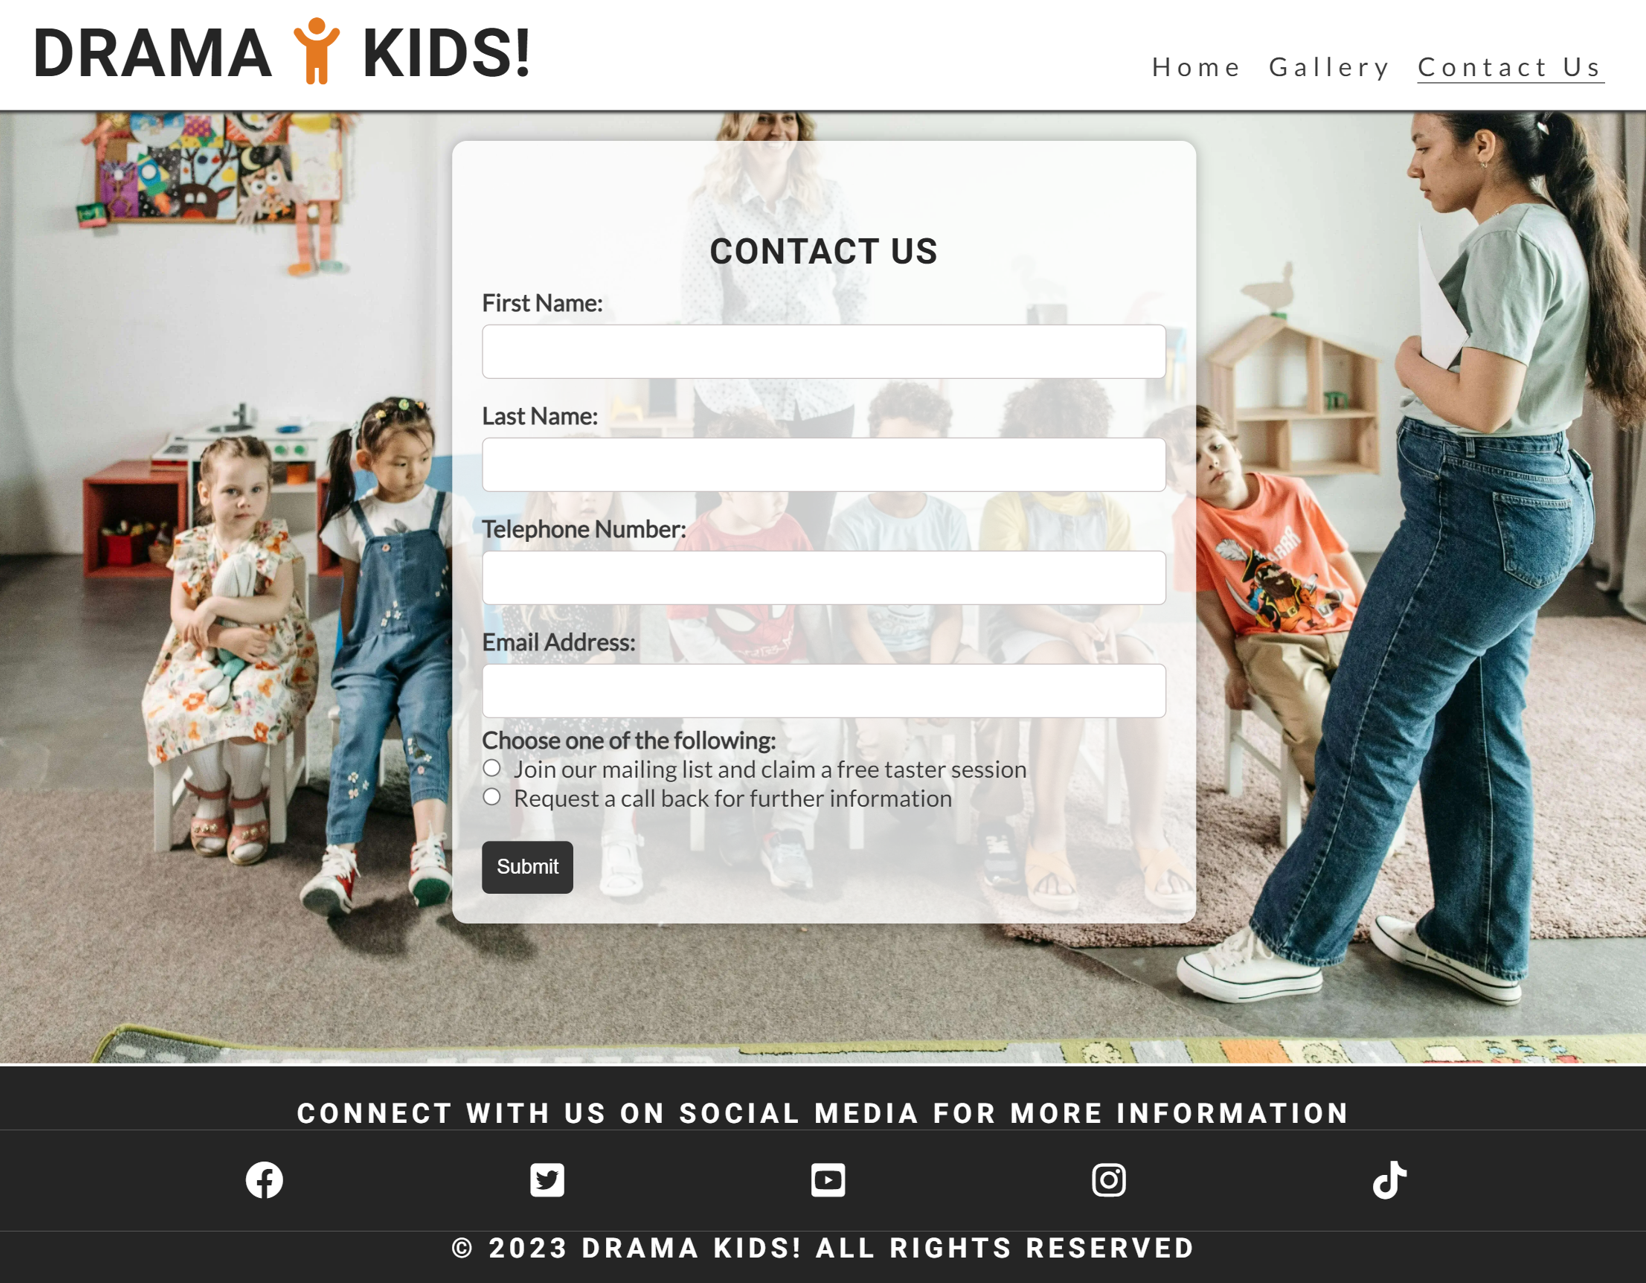 DRAMA KIDS!
Home Gallery Contact Us
CONTACT US
First Name:
Last Name:
Telephone Number:
Email Address:
Choose one of the following:
Join our mailing list and claim a free taster session
Request a call back for further information
Submit
CONNECT WITH US ON SOCIAL MEDIA FOR MORE INFORMATION
© 2023 DRAMA KIDS! ALL RIGHTS RESERVED